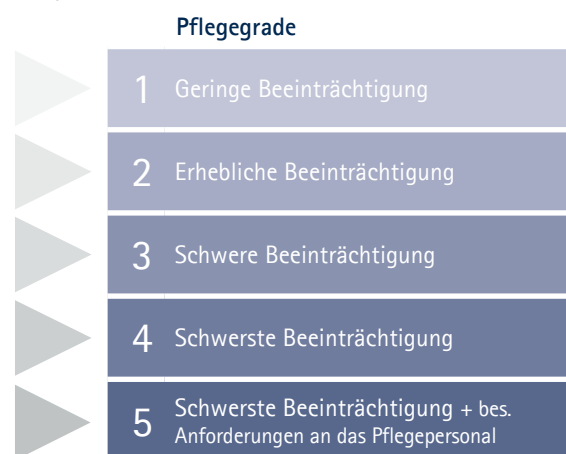 Pflegegrade
1 Geringe Beeinträchtigung
2 Erhebliche Beeinträchtigung
3 Schwere Beeinträchtigung
4 Schwerste Beeinträchtigung
5 Schwerste Beeinträchtigung + bes.
Anforderungen an das Pflegepersonal